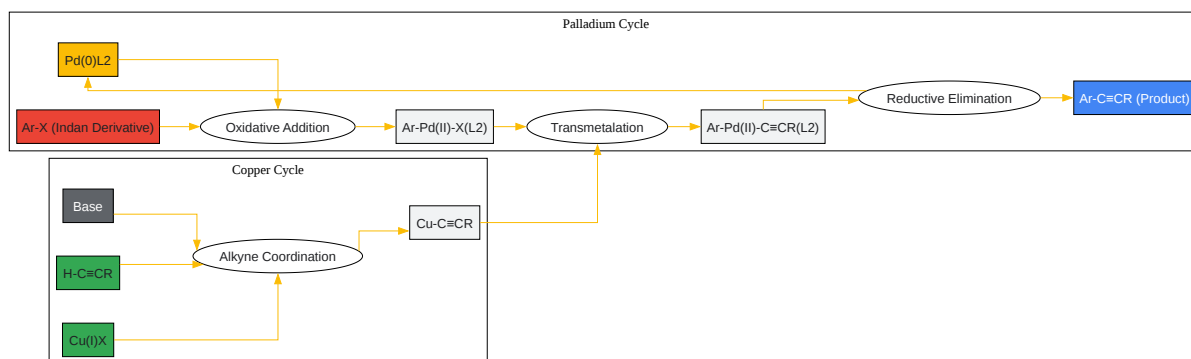 Palladium Cycle
Pd(0)L2
Reductive Elimination
Ar-C≡CR (Product)
Ar-X (Indan Derivative)
Oxidative Addition
Ar-Pd(II)-X(L2)
Transmetalation
Ar-Pd(II)-C≡CR(L2)
Copper Cycle
Base
Cu-C≡CR
Alkyne Coordination
H-C≡CR
Cu(I)X